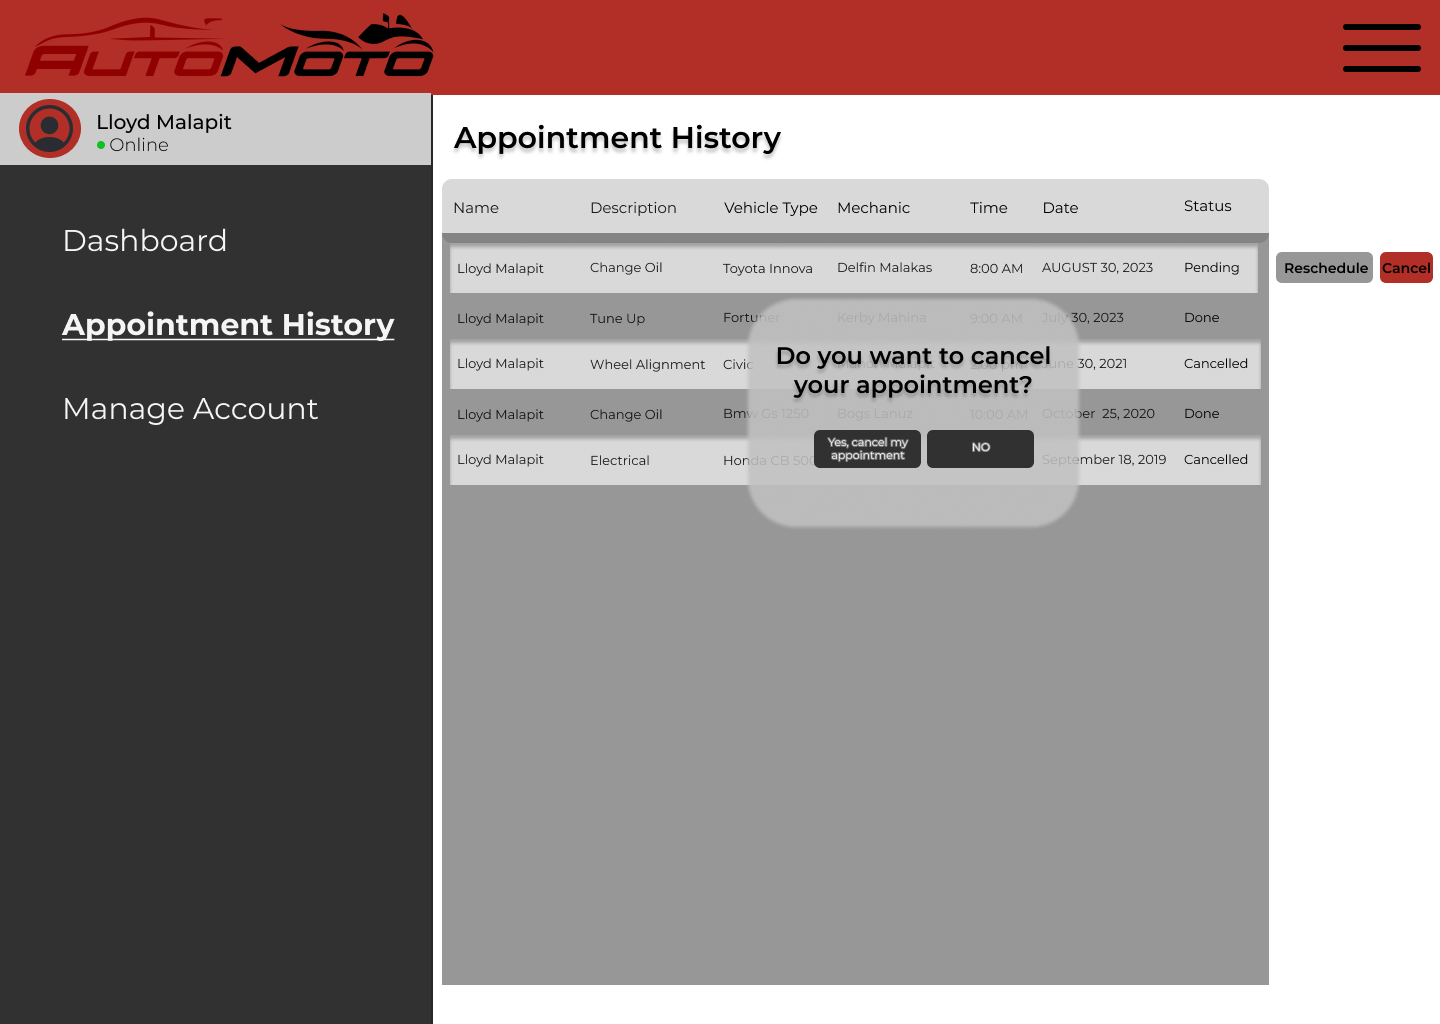 AUTOMOTO
Lloyd Malapit
Online
Dashboard
Appointment History
Manage Account
Appointment History
Name Description Vehicle Type Mechanic Time Date Status
Lloyd Malapit Change Oil Toyota Innova Delfin Malakas 8:00 AM AUGUST 30, 2023 Pending Reschedule Cancel
Lloyd Malapit Tune Up Fortuner Kerby Mahina 9:00 AM July 30, 2023 Done
Lloyd Malapit Wheel Alignment Civic June 30, 2021 Cancelled
Lloyd Malapit Change Oil Bmw Gs 1250 Bogs Lanuz 10:00 AM October 25, 2020 Done
Lloyd Malapit Electrical Honda CB 500 September 18, 2019 Cancelled
Do you want to cancel
your appointment?
Yes, cancel my
appointment
NO